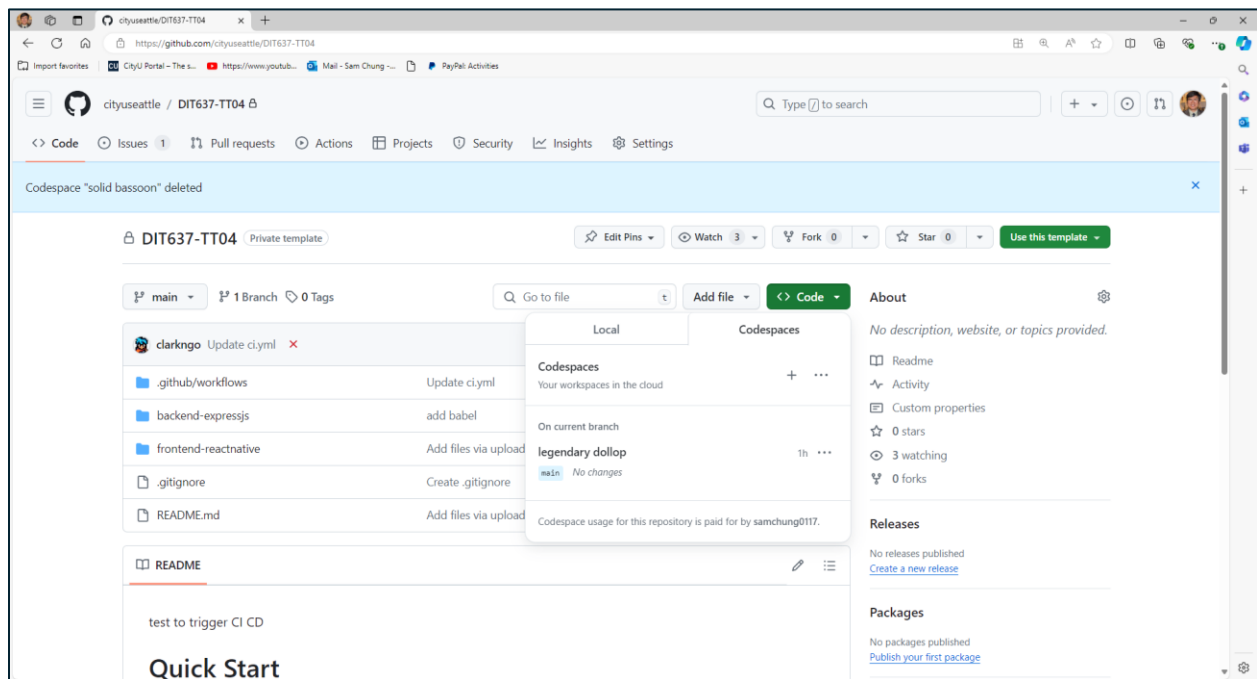 cityuseattle/DIT637-TT04
https://github.com/cityuseattle/DIT637-TT04
Import favorites
CU CityU Portal – The s...
https://www.youtub...
Mail - Sam Chung -...
PayPal: Activities
cityuseattle / DIT637-TT04
Type / to search
<> Code
Issues 1
Pull requests
Actions
Projects
Security
Insights
Settings
Codespace "solid bassoon" deleted
DIT637-TT04 Private template
Edit Pins
Watch 3
Fork 0
Star 0
Use this template
main
1 Branch
0 Tags
Go to file t
Add file
<> Code
clarkngo Update ci.yml
.github/workflows Update ci.yml
backend-expressjs add babel
frontend-reactnative Add files via upload
.gitignore Create .gitignore
README.md Add files via upload
Local
Codespaces
Codespaces
Your workspaces in the cloud
On current branch
legendary dollop 1h
main No changes
Codespace usage for this repository is paid for by samchung0117.
README
test to trigger CI CD
Quick Start
About
No description, website, or topics provided.
Readme
Activity
Custom properties
0 stars
3 watching
0 forks
Releases
No releases published
Create a new release
Packages
No packages published
Publish your first package